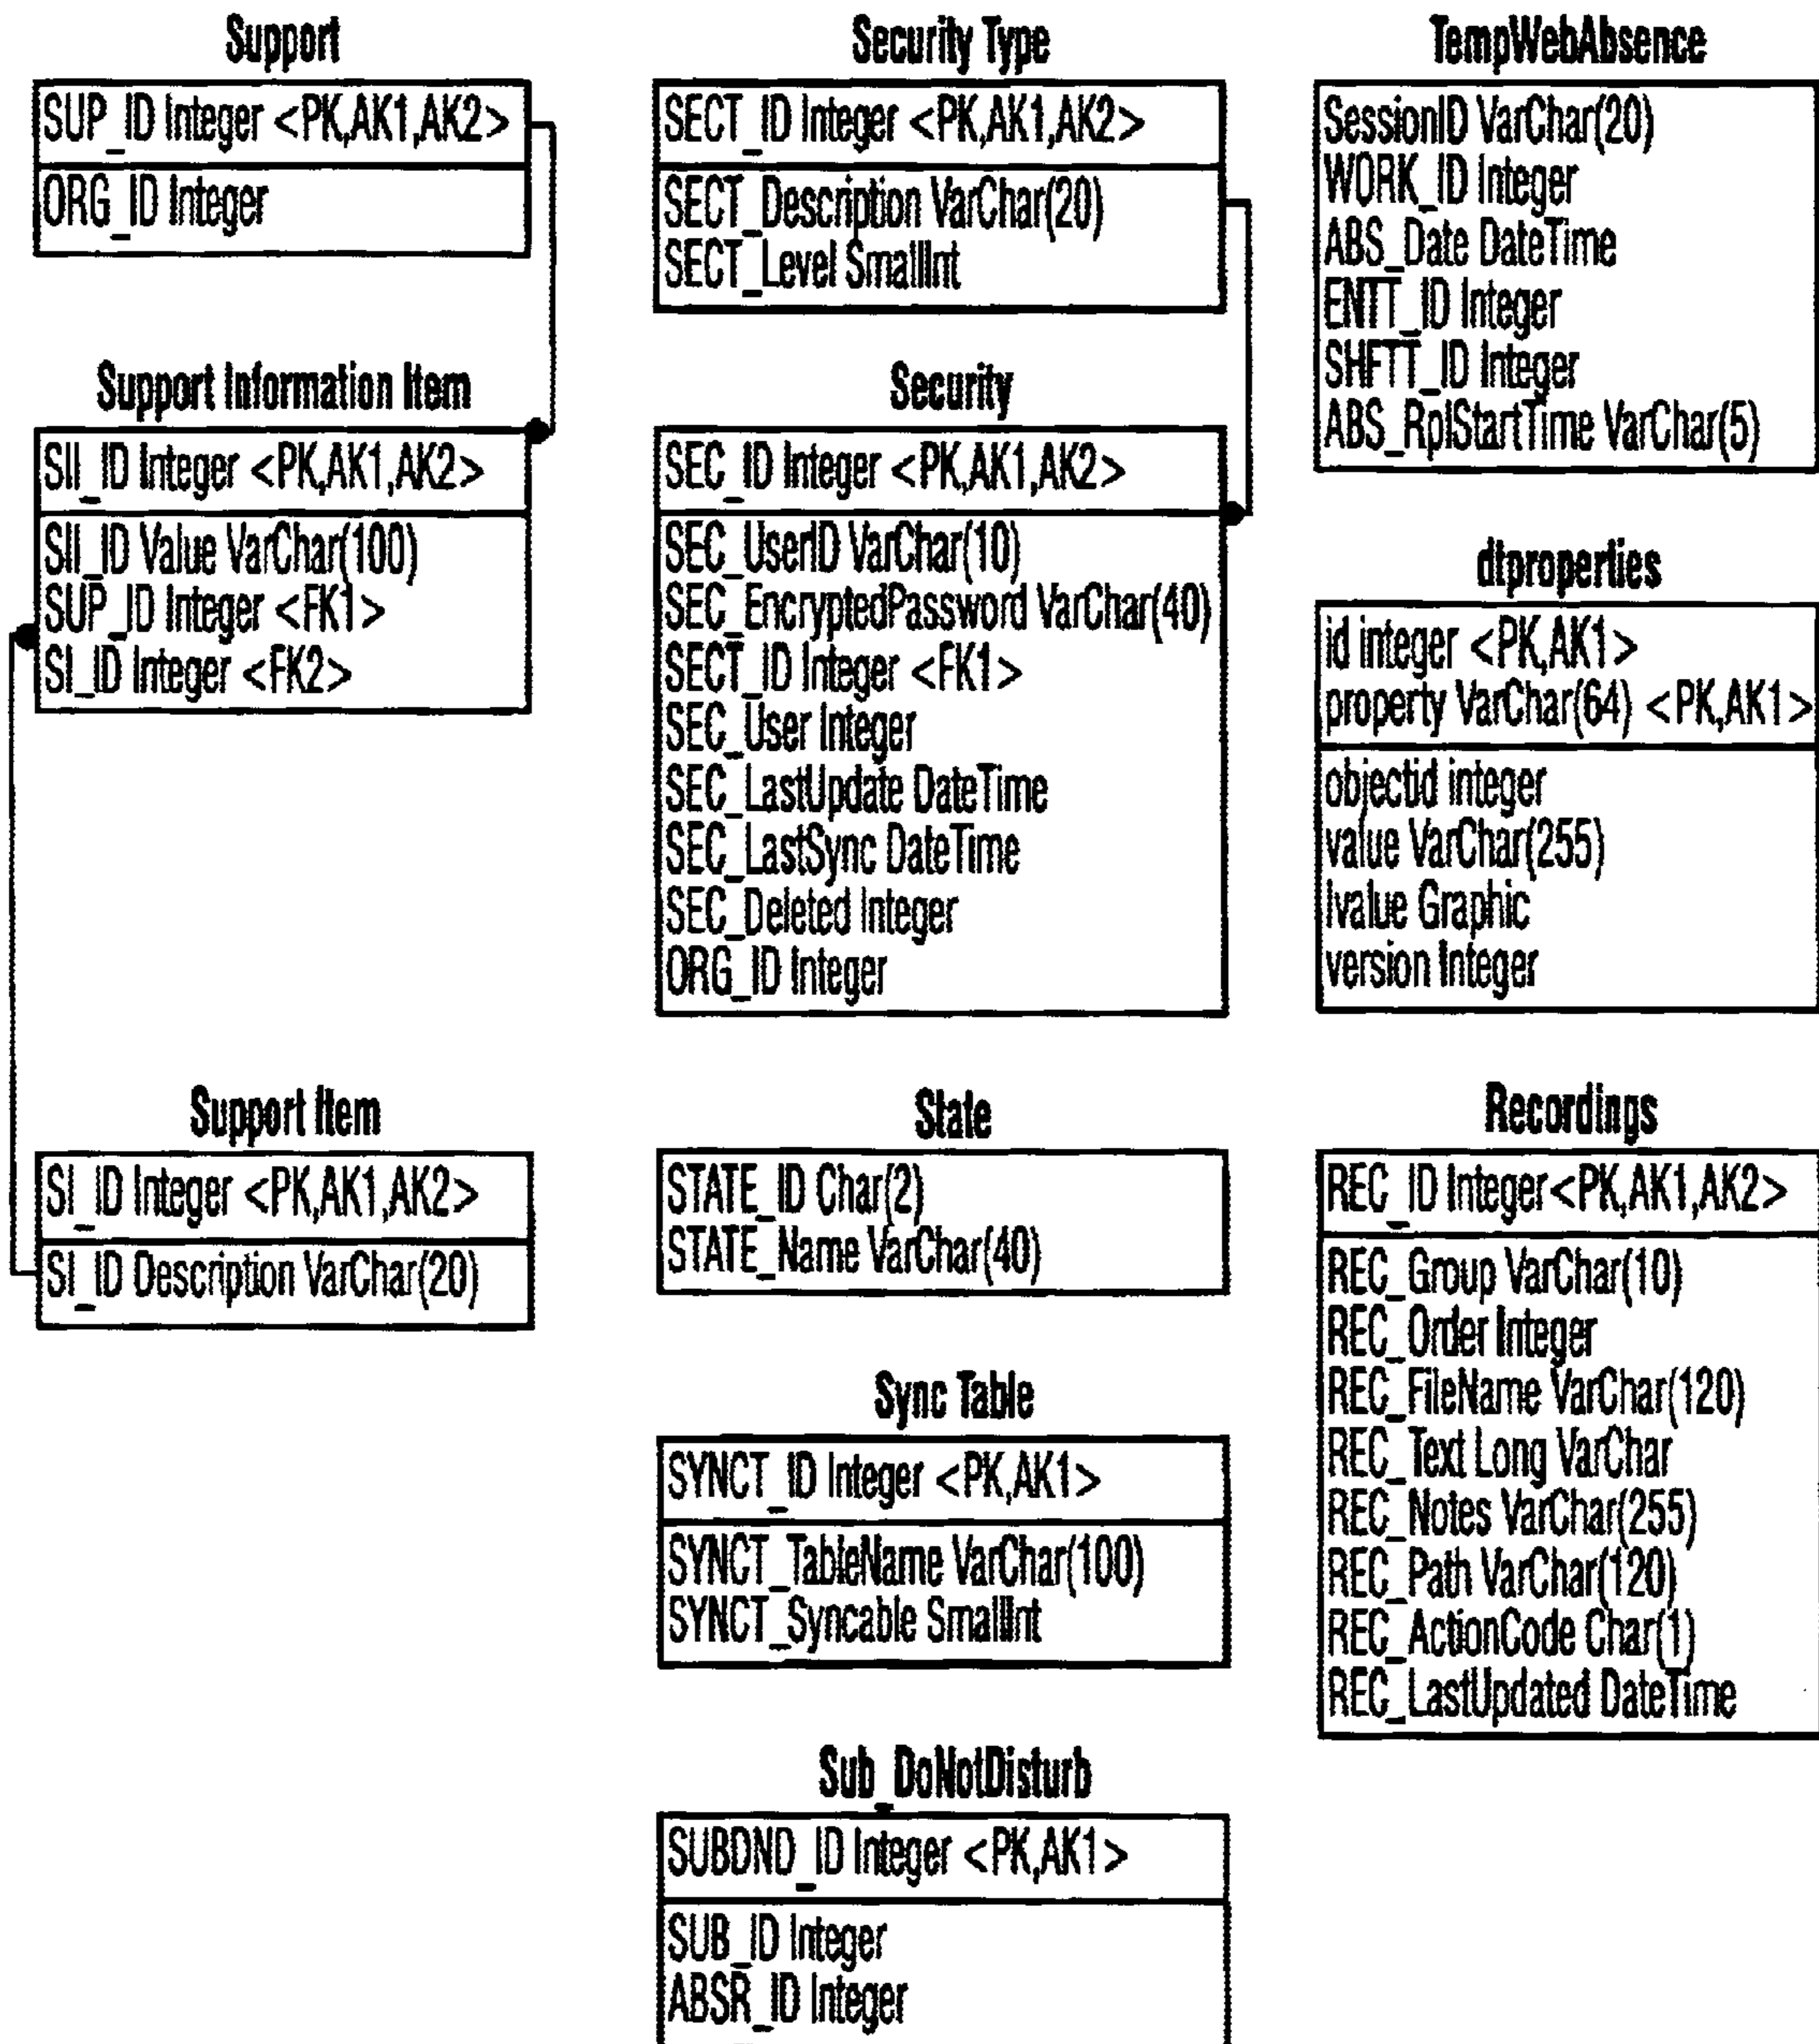 Support
SUP_ID Integer <PK,AK1,AK2>
ORG_ID Integer
Support Information Item
SII_ID Integer <PK,AK1,AK2>
SII_ID Value VarChar(100)
SUP_ID Integer <FK1>
SI_ID Integer <FK2>
Support Item
SI_ID Integer <PK,AK1,AK2>
SI_ID Description VarChar(20)
Security Type
SECT_ID Integer <PK,AK1,AK2>
SECT_Description VarChar(20)
SECT_Level SmallInt
Security
SEC_ID Integer <PK,AK1,AK2>
SEC_UserID VarChar(10)
SEC_EncryptedPassword VarChar(40)
SECT_ID Integer <FK1>
SEC_User Integer
SEC_LastUpdate DateTime
SEC_LastSync DateTime
SEC_Deleted Integer
ORG_ID Integer
State
STATE_ID Char(2)
STATE_Name VarChar(40)
Sync Table
SYNCT_ID Integer <PK,AK1>
SYNCT_TableName VarChar(100)
SYNCT_Syncable SmallInt
Sub_DoNotDisturb
SUBDND_ID Integer <PK,AK1>
SUB_ID Integer
ABSR_ID Integer
TempWebAbsence
SessionID VarChar(20)
WORK_ID Integer
ABS_Date DateTime
ENTT_ID Integer
SHFTT_ID Integer
ABS_RplStartTime VarChar(5)
dtproperties
id integer <PK,AK1>
property VarChar(64) <PK,AK1>
objectid integer
value VarChar(255)
lvalue Graphic
version Integer
Recordings
REC_ID Integer<PK,AK1,AK2>
REC_Group VarChar(10)
REC_Order Integer
REC_FileName VarChar(120)
REC_Text Long VarChar
REC_Notes VarChar(255)
REC_Path VarChar(120)
REC_ActionCode Char(1)
REC_LastUpdated DateTime